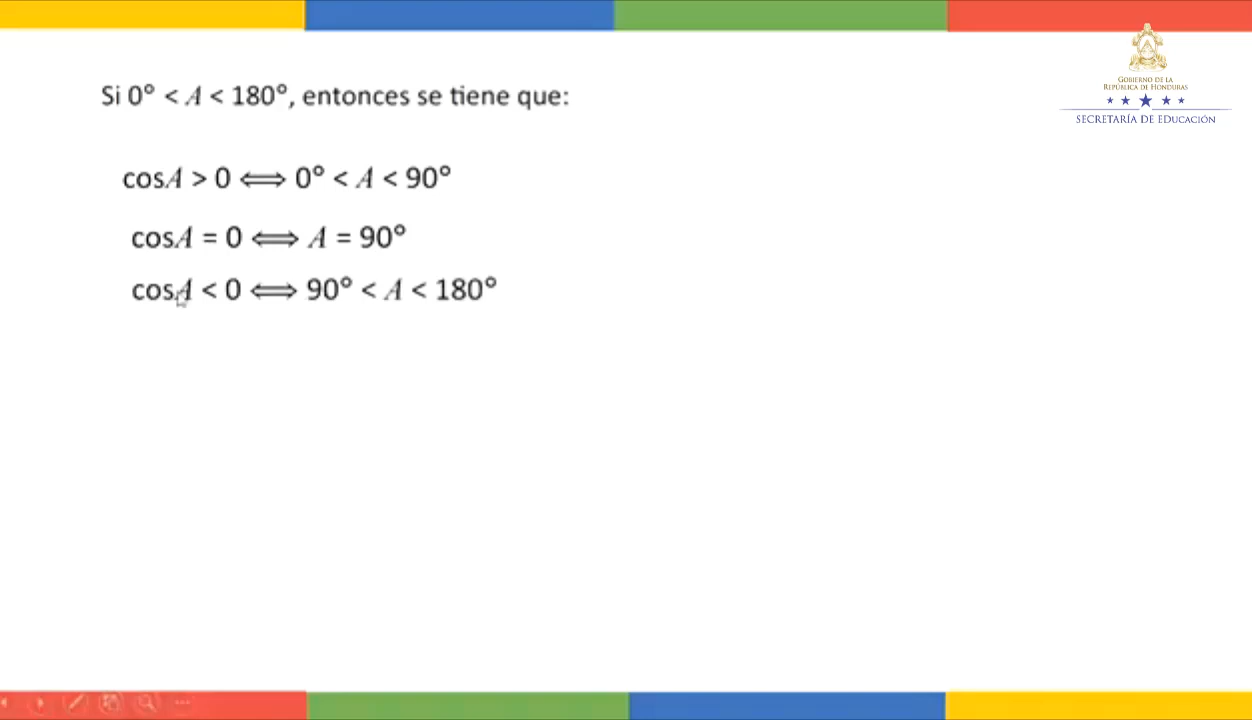 Si 0° < A < 180°, entonces se tiene que:
cosA > 0 ⟺ 0° < A < 90°
cosA = 0 ⟺ A = 90°
cosA < 0 ⟺ 90° < A < 180°
GOBIERNO DE LA
REPÚBLICA DE HONDURAS
SECRETARÍA DE EDUCACIÓN